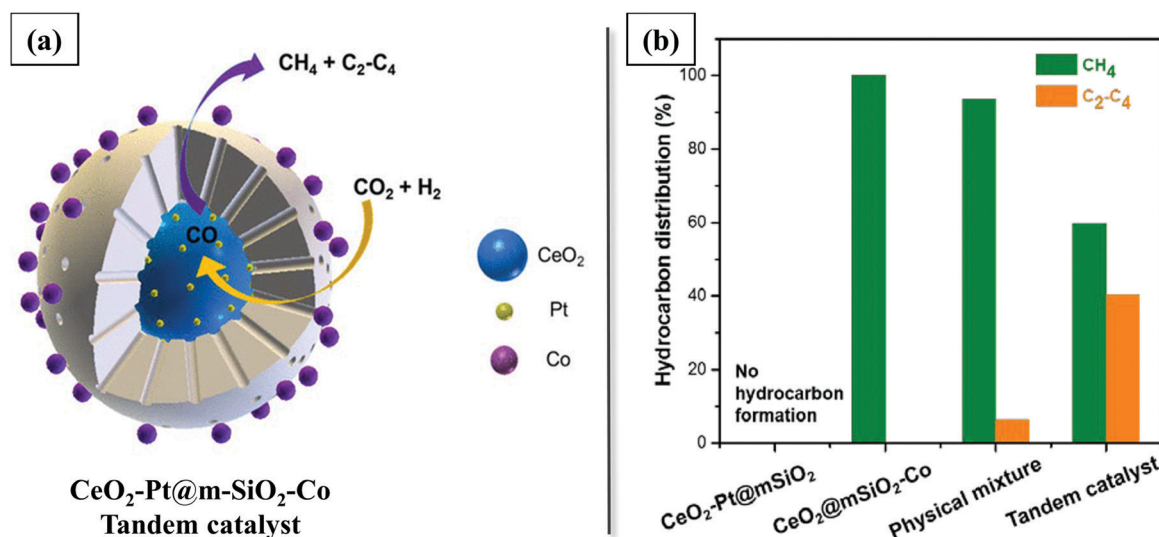 (a)
CH₄ + C₂-C₄
CO₂ + H₂
CO
CeO₂
Pt
Co
CeO₂-Pt@m-SiO₂-Co
Tandem catalyst
(b)
Hydrocarbon distribution (%)
100
80
60
40
20
0
CH₄
C₂-C₄
No
hydrocarbon
formation
CeO₂-Pt@mSiO₂
CeO₂@mSiO₂-Co
Physical mixture
Tandem catalyst